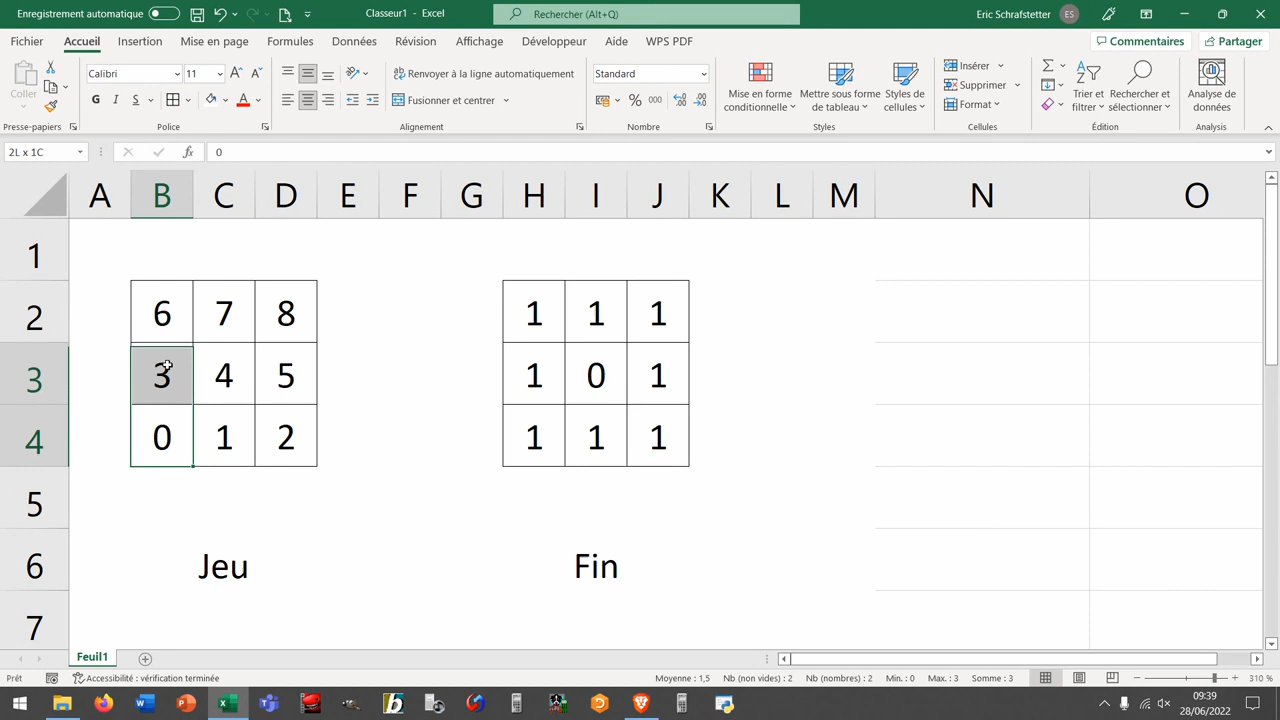 Enregistrement automatique
Classeur1 - Excel
Rechercher (Alt+Q)
Eric Schrafstetter
ES
Fichier Accueil Insertion Mise en page Formules Données Révision Affichage Développeur Aide WPS PDF
Commentaires
Partager
Coller
Calibri 11
G I S
Renvoyer à la ligne automatiquement
Fusionner et centrer
Standard
% 000
Mise en forme conditionnelle
Mettre sous forme de tableau
Styles de cellules
Insérer
Supprimer
Format
Trier et filtrer
Rechercher et sélectionner
Analyse de données
Presse-papiers Police Alignement Nombre Styles Cellules Édition Analysis
2L x 1C
fx
0
A B C D E F G H I J K L M N O
1
2 6 7 8 1 1 1
3 3 4 5 1 0 1
4 0 1 2 1 1 1
5
6 Jeu Fin
7
Feuil1
Prêt
Accessibilité : vérification terminée
Moyenne : 1,5 Nb (non vides) : 2 Nb (nombres) : 2 Min. : 0 Max. : 3 Somme : 3
310 %
09:39
28/06/2022